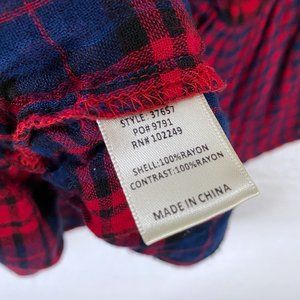 STYLE: 37657
PO# 9791
RN# 102249
SHELL:100%RAYON
CONTRAST:100%RAYON
MADE IN CHINA